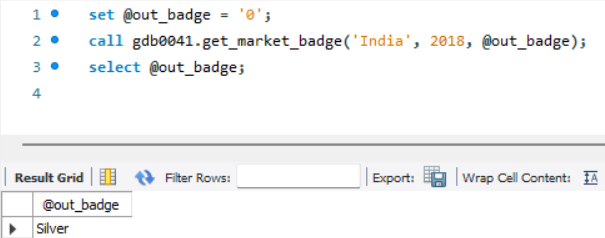 1 set @out_badge = '0';
2 call gdb0041.get_market_badge('India', 2018, @out_badge);
3 select @out_badge;
4
Result Grid Filter Rows: Export: Wrap Cell Content:
@out_badge
Silver